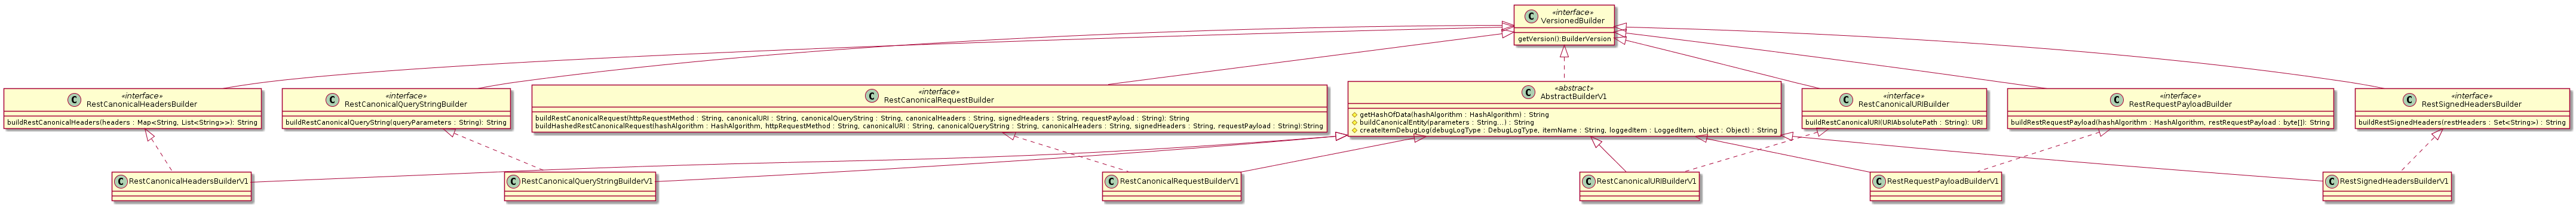 «interface»
VersionedBuilder
getVersion():BuilderVersion
«interface»
RestCanonicalHeadersBuilder
buildRestCanonicalHeaders(headers : Map<String, List<String>>): String
«interface»
RestCanonicalQueryStringBuilder
buildRestCanonicalQueryString(queryParameters : String): String
«interface»
RestCanonicalRequestBuilder
buildRestCanonicalRequest(httpRequestMethod : String, canonicalURI : String, canonicalQueryString : String, canonicalHeaders : String, signedHeaders : String, requestPayload : String): String
buildHashedRestCanonicalRequest(hashAlgorithm : HashAlgorithm, httpRequestMethod : String, canonicalURI : String, canonicalQueryString : String, canonicalHeaders : String, signedHeaders : String, requestPayload : String):String
«abstract»
AbstractBuilderV1
getHashOfData(hashAlgorithm : HashAlgorithm) : String
buildCanonicalEntity(parameters : String...) : String
createItemDebugLog(debugLogType : DebugLogType, itemName : String, loggedItem : LoggedItem, object : Object) : String
«interface»
RestCanonicalURIBuilder
buildRestCanonicalURI(URIAbsolutePath : String): URI
«interface»
RestRequestPayloadBuilder
buildRestRequestPayload(hashAlgorithm : HashAlgorithm, restRequestPayload : byte[]): String
«interface»
RestSignedHeadersBuilder
buildRestSignedHeaders(restHeaders : Set<String>) : String
RestCanonicalHeadersBuilderV1
RestCanonicalQueryStringBuilderV1
RestCanonicalRequestBuilderV1
RestCanonicalURIBuilderV1
RestRequestPayloadBuilderV1
RestSignedHeadersBuilderV1